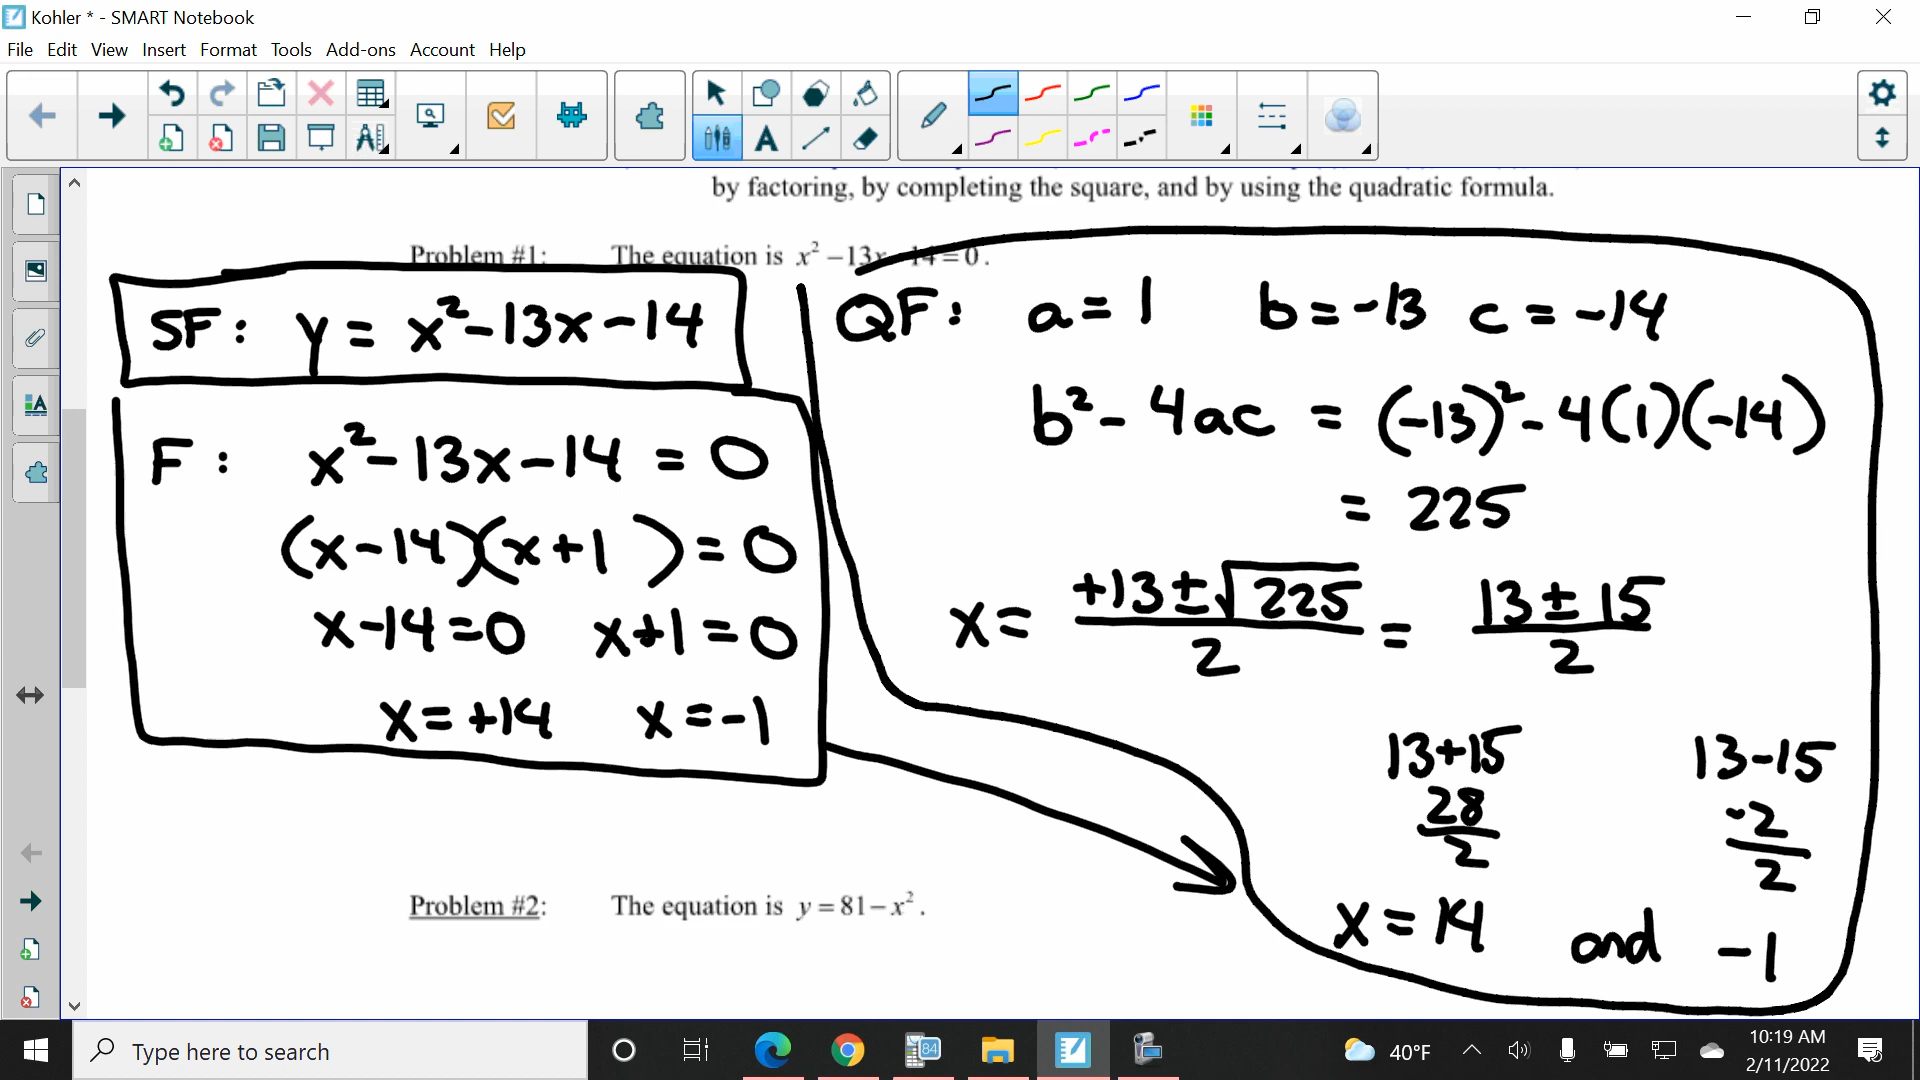 Kohler * - SMART Notebook
File Edit View Insert Format Tools Add-ons Account Help
by factoring, by completing the square, and by using the quadratic formula.
Problem #1: The equation is x² −13x−14=0.
SF: y = x²-13x-14
F: x²-13x-14 = 0
(x-14)(x+1 ) = 0
x-14=0 x+1=0
x=+14 x=-1
QF: a=1 b=-13 c=-14
b²-4ac = (-13)²-4(1)(-14)
= 225
x= +13±√225/2 = 13±15/2
13+15 13-15
28/2 -2/2
x=14 and -1
Problem #2: The equation is y=81−x².
Type here to search
84
40°F
10:19 AM
2/11/2022